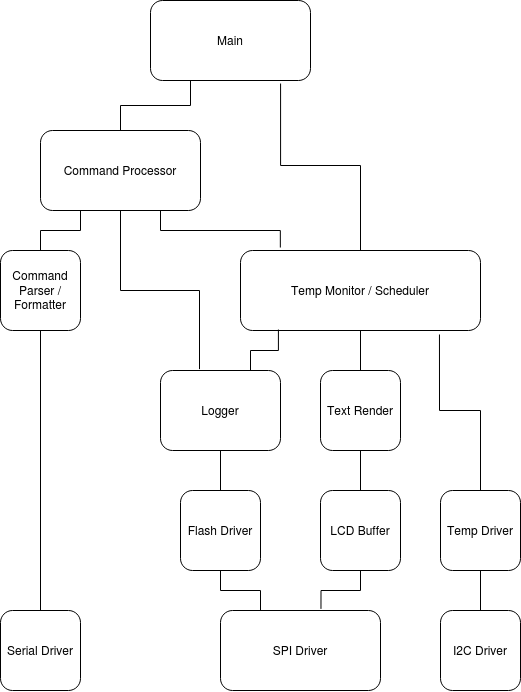 Main
Command Processor
Command
Parser /
Formatter
Temp Monitor / Scheduler
Logger
Text Render
Flash Driver
LCD Buffer
Temp Driver
Serial Driver
SPI Driver
I2C Driver